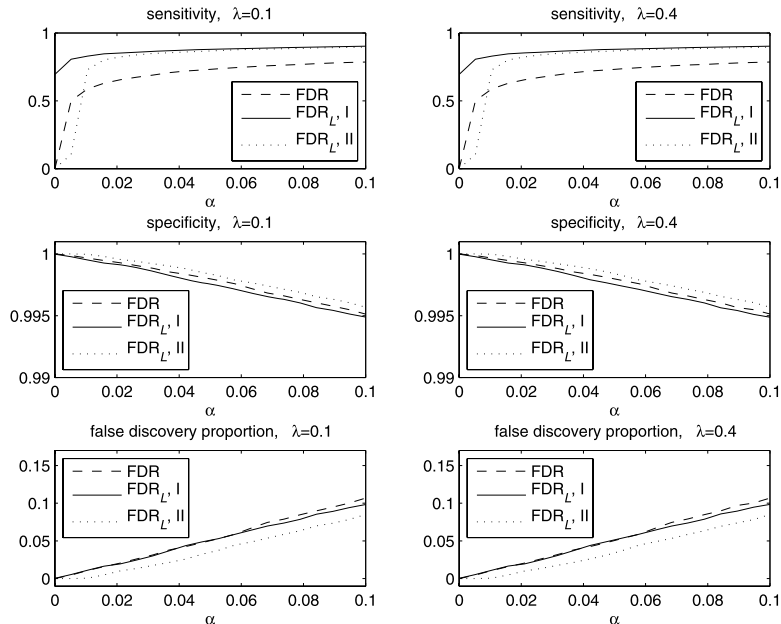 sensitivity, λ=0.1
1
0.5
0
FDR
FDR_L, I
FDR_L, II
0 0.02 0.04 0.06 0.08 0.1
α
sensitivity, λ=0.4
1
0.5
0
FDR
FDR_L, I
FDR_L, II
0 0.02 0.04 0.06 0.08 0.1
α
specificity, λ=0.1
1
0.995
0.99
FDR
FDR_L, I
FDR_L, II
0 0.02 0.04 0.06 0.08 0.1
α
specificity, λ=0.4
1
0.995
0.99
FDR
FDR_L, I
FDR_L, II
0 0.02 0.04 0.06 0.08 0.1
α
false discovery proportion, λ=0.1
0.15
0.1
0.05
0
FDR
FDR_L, I
FDR_L, II
0 0.02 0.04 0.06 0.08 0.1
α
false discovery proportion, λ=0.4
0.15
0.1
0.05
0
FDR
FDR_L, I
FDR_L, II
0 0.02 0.04 0.06 0.08 0.1
α